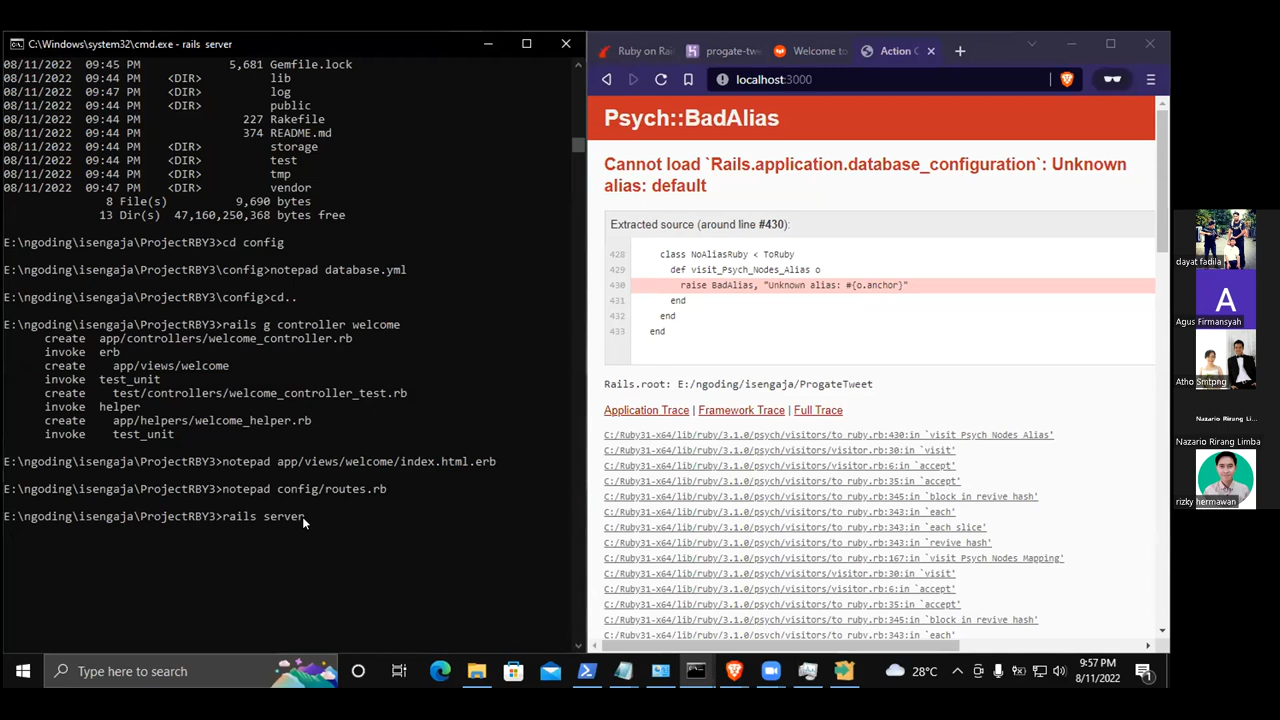 C:\Windows\system32\cmd.exe - rails  server
08/11/2022  09:45 PM             5,681 Gemfile.lock
08/11/2022  09:44 PM    <DIR>          lib
08/11/2022  09:47 PM    <DIR>          log
08/11/2022  09:44 PM    <DIR>          public
08/11/2022  09:44 PM               227 Rakefile
08/11/2022  09:44 PM               374 README.md
08/11/2022  09:44 PM    <DIR>          storage
08/11/2022  09:44 PM    <DIR>          test
08/11/2022  09:44 PM    <DIR>          tmp
08/11/2022  09:47 PM    <DIR>          vendor
8 File(s)          9,690 bytes
13 Dir(s)  47,160,250,368 bytes free
E:\ngoding\isengaja\ProjectRBY3>cd config
E:\ngoding\isengaja\ProjectRBY3\config>notepad database.yml
E:\ngoding\isengaja\ProjectRBY3\config>cd..
E:\ngoding\isengaja\ProjectRBY3>rails g controller welcome
create  app/controllers/welcome_controller.rb
invoke  erb
create    app/views/welcome
invoke  test_unit
create    test/controllers/welcome_controller_test.rb
invoke  helper
create    app/helpers/welcome_helper.rb
invoke    test_unit
E:\ngoding\isengaja\ProjectRBY3>notepad app/views/welcome/index.html.erb
E:\ngoding\isengaja\ProjectRBY3>notepad config/routes.rb
E:\ngoding\isengaja\ProjectRBY3>rails server
Ruby on Rai
progate-twe
Welcome to
Action C
localhost:3000
Psych::BadAlias
Cannot load `Rails.application.database_configuration`: Unknown
alias: default
Extracted source (around line #430):
428 class NoAliasRuby < ToRuby
429 def visit_Psych_Nodes_Alias o
430 raise BadAlias, "Unknown alias: #{o.anchor}"
431 end
432 end
433 end
Rails.root: E:/ngoding/isengaja/ProgateTweet
Application Trace | Framework Trace | Full Trace
C:/Ruby31-x64/lib/ruby/3.1.0/psych/visitors/to_ruby.rb:430:in `visit_Psych_Nodes_Alias'
C:/Ruby31-x64/lib/ruby/3.1.0/psych/visitors/visitor.rb:30:in `visit'
C:/Ruby31-x64/lib/ruby/3.1.0/psych/visitors/visitor.rb:6:in `accept'
C:/Ruby31-x64/lib/ruby/3.1.0/psych/visitors/to_ruby.rb:35:in `accept'
C:/Ruby31-x64/lib/ruby/3.1.0/psych/visitors/to_ruby.rb:345:in `block in revive_hash'
C:/Ruby31-x64/lib/ruby/3.1.0/psych/visitors/to_ruby.rb:343:in `each'
C:/Ruby31-x64/lib/ruby/3.1.0/psych/visitors/to_ruby.rb:343:in `each_slice'
C:/Ruby31-x64/lib/ruby/3.1.0/psych/visitors/to_ruby.rb:343:in `revive_hash'
C:/Ruby31-x64/lib/ruby/3.1.0/psych/visitors/to_ruby.rb:167:in `visit_Psych_Nodes_Mapping'
C:/Ruby31-x64/lib/ruby/3.1.0/psych/visitors/visitor.rb:30:in `visit'
C:/Ruby31-x64/lib/ruby/3.1.0/psych/visitors/visitor.rb:6:in `accept'
C:/Ruby31-x64/lib/ruby/3.1.0/psych/visitors/to_ruby.rb:35:in `accept'
C:/Ruby31-x64/lib/ruby/3.1.0/psych/visitors/to_ruby.rb:345:in `block in revive_hash'
C:/Ruby31-x64/lib/ruby/3.1.0/psych/visitors/to_ruby.rb:343:in `each'
dayat fadila
A
Agus Firmansyah
Atho Smtpng
Nazario Rirang Li...
Nazario Rirang Limba
rizky hermawan
Type here to search
28°C
9:57 PM
8/11/2022
1